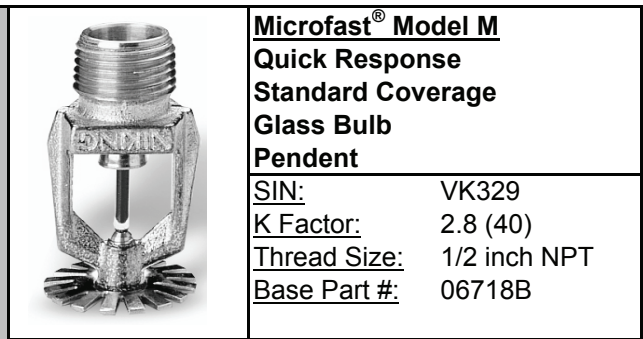 VIKING
Microfast® Model M
Quick Response
Standard Coverage
Glass Bulb
Pendent
SIN: VK329
K Factor: 2.8 (40)
Thread Size: 1/2 inch NPT
Base Part #: 06718B